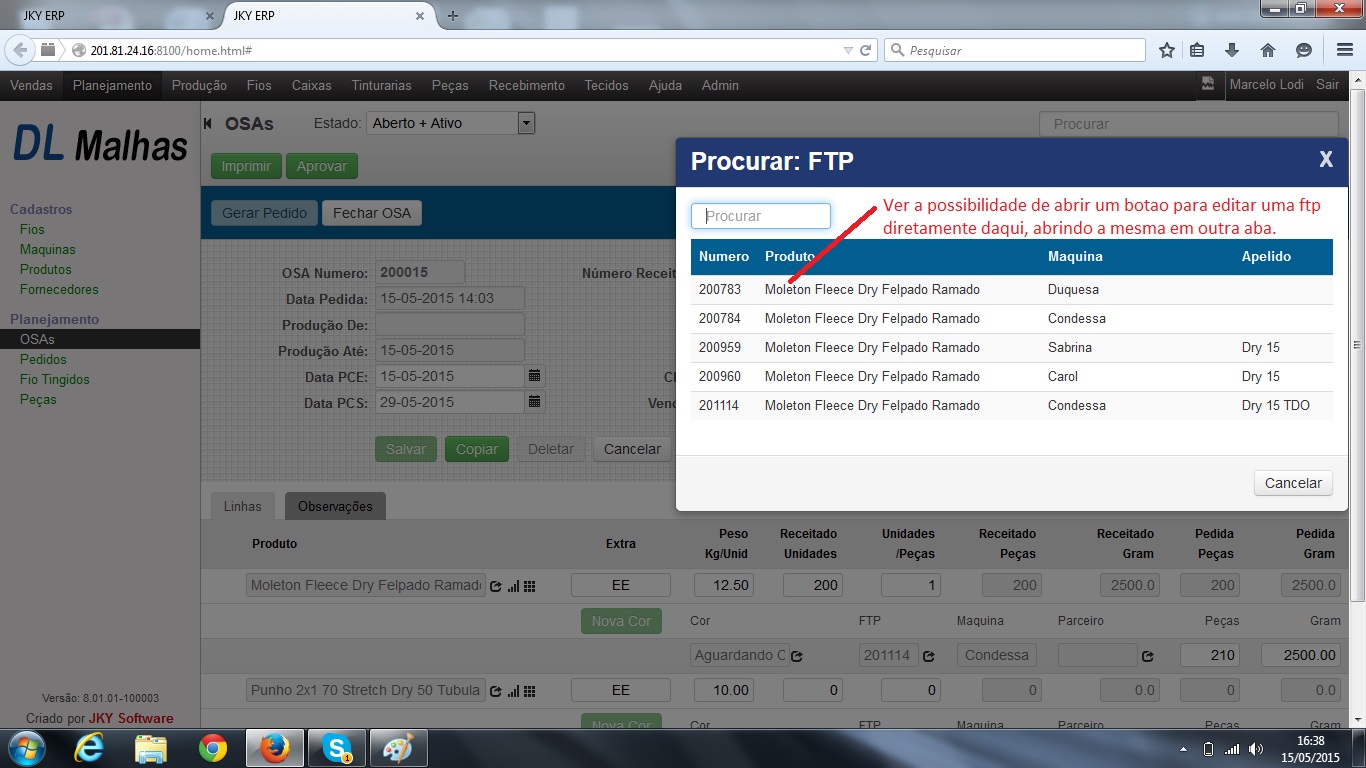 JKY ERP
JKY ERP
201.81.24.16:8100/home.html#
Pesquisar
Vendas Planejamento Produção Fios Caixas Tinturarias Peças Recebimento Tecidos Ajuda Admin
Marcelo Lodi Sair
DL Malhas
Cadastros
Fios
Maquinas
Produtos
Fornecedores
Planejamento
OSAs
Pedidos
Fio Tingidos
Peças
Versão: 8.01.01-100003
Criado por JKY Software
OSAs Estado: Aberto + Ativo Procurar
Imprimir Aprovar
Gerar Pedido Fechar OSA
OSA Numero: 200015 Número Receit
Data Pedida: 15-05-2015 14:03
Produção De:
Produção Até: 15-05-2015
Data PCE: 15-05-2015
Data PCS: 29-05-2015 Vend
Salvar Copiar Deletar Cancelar
Procurar: FTP X
Procurar
Ver a possibilidade de abrir um botao para editar uma ftp
diretamente daqui, abrindo a mesma em outra aba.
Numero Produto Maquina Apelido
200783 Moleton Fleece Dry Felpado Ramado Duquesa
200784 Moleton Fleece Dry Felpado Ramado Condessa
200959 Moleton Fleece Dry Felpado Ramado Sabrina Dry 15
200960 Moleton Fleece Dry Felpado Ramado Carol Dry 15
201114 Moleton Fleece Dry Felpado Ramado Condessa Dry 15 TDO
Cancelar
Linhas Observações
Produto Extra Peso Receitado Unidades Receitado Receitado Pedida Pedida
Kg/Unid Unidades /Peças Peças Gram Peças Gram
Moleton Fleece Dry Felpado Ramado EE 12.50 200 1 200 2500.0 200 2500.0
Nova Cor Cor FTP Maquina Parceiro Peças Gram
Aguardando C 201114 Condessa 210 2500.00
Punho 2x1 70 Stretch Dry 50 Tubula EE 10.00 0 0 0 0.0 0 0.0
Nova Cor Cor FTP Maquina Parceiro Peças Gram
1
16:38
15/05/2015